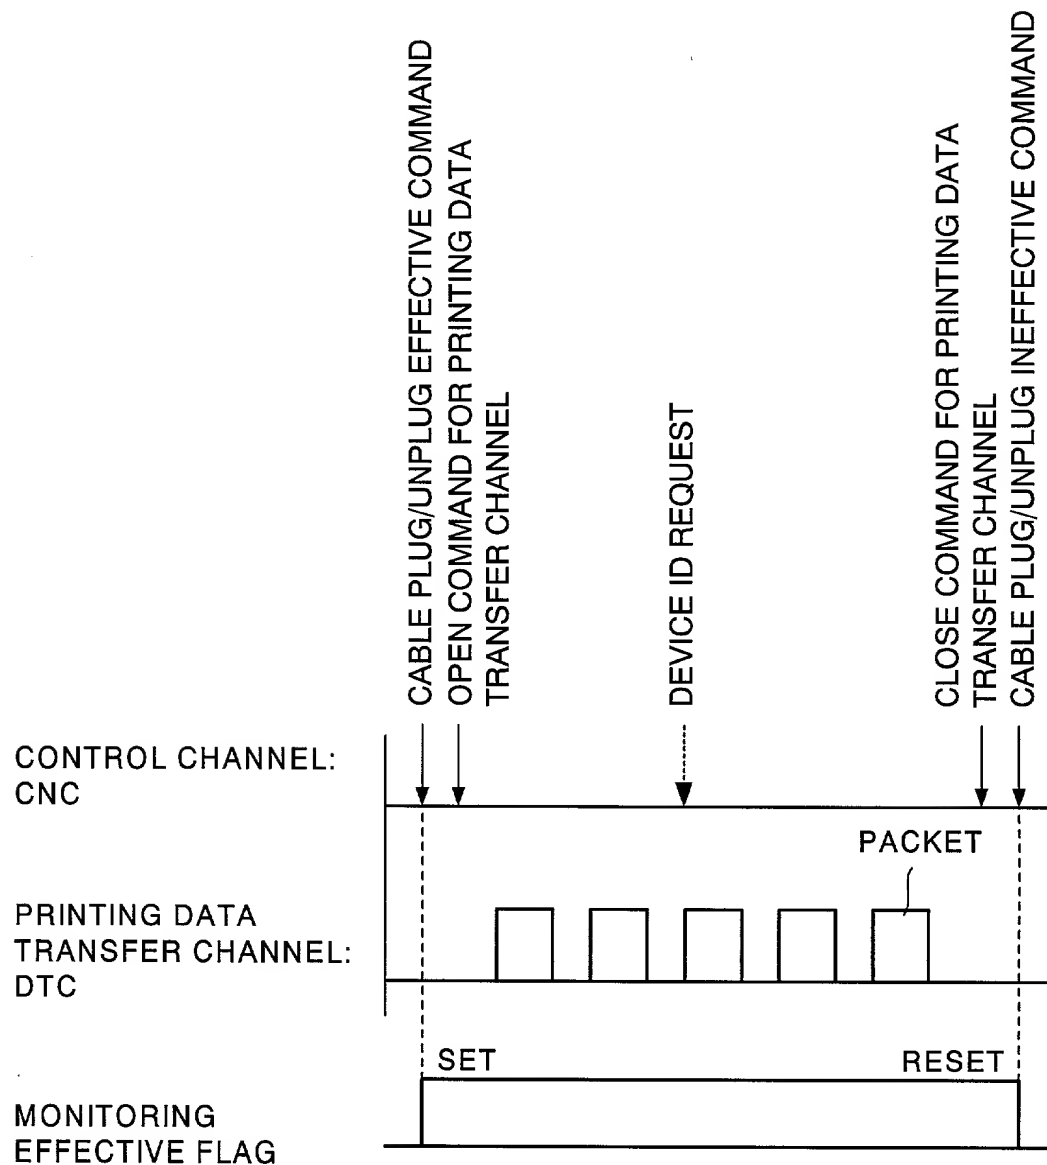 CABLE PLUG/UNPLUG EFFECTIVE COMMAND
OPEN COMMAND FOR PRINTING DATA
TRANSFER CHANNEL
DEVICE ID REQUEST
CLOSE COMMAND FOR PRINTING DATA
TRANSFER CHANNEL
CABLE PLUG/UNPLUG INEFFECTIVE COMMAND
CONTROL CHANNEL:
CNC
PACKET
PRINTING DATA
TRANSFER CHANNEL:
DTC
SET
RESET
MONITORING
EFFECTIVE FLAG